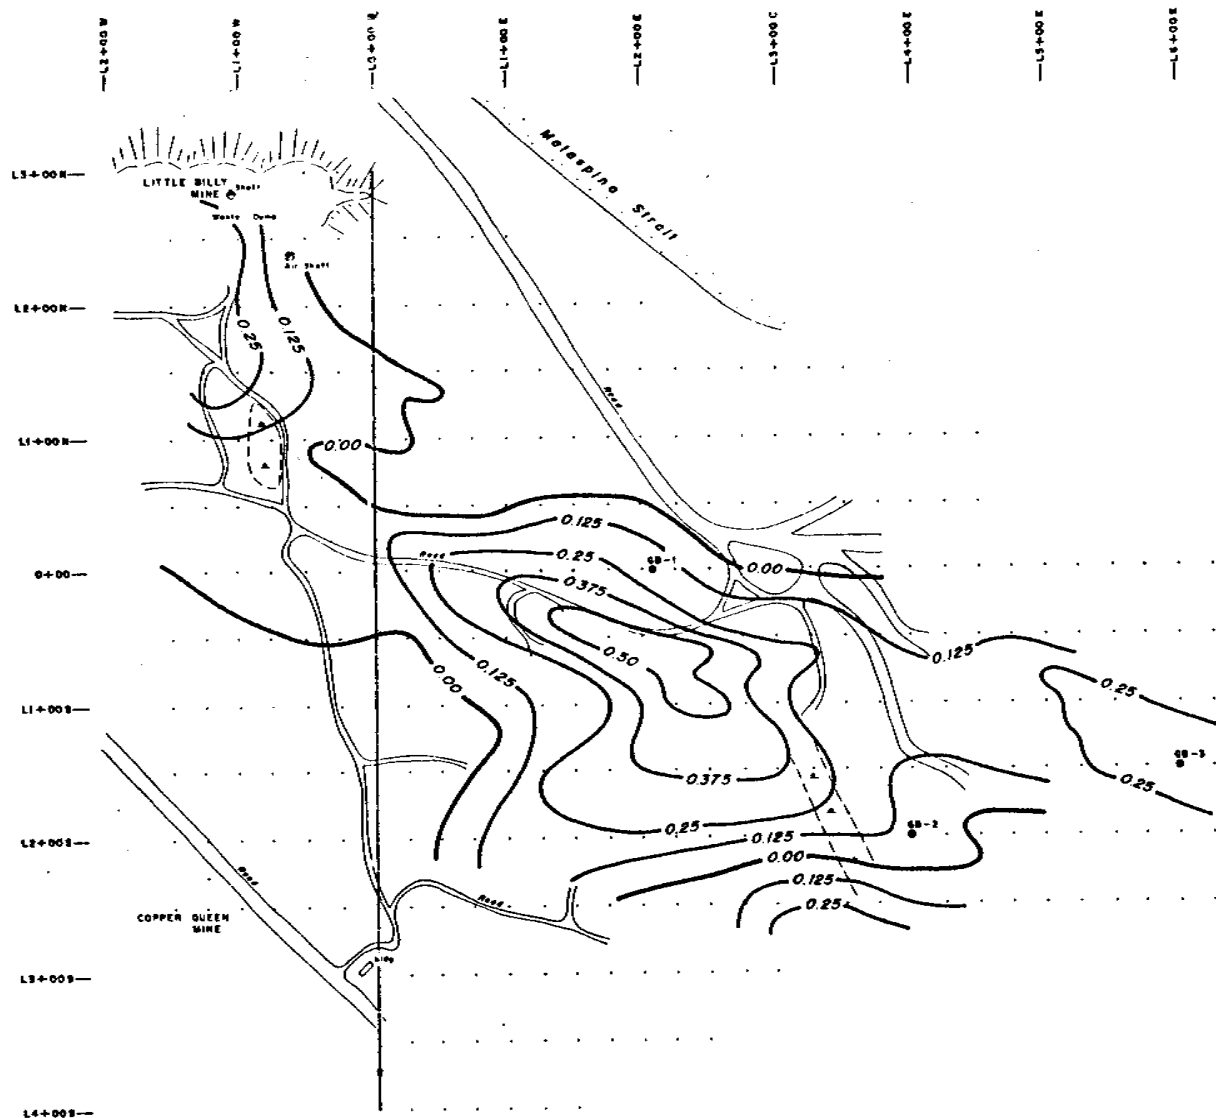 L2+00W
L1+00W
L0+00
L1+00E
L2+00E
L3+00E
L4+00E
L5+00E
L6+00E
Malaspina
Strait
L3+00N
LITTLE BILLY
MINE
Shaft
Waste Dump
Air Shaft
L2+00N
0.25
0.125
Road
L1+00N
0.00
0.125
Road
0.25
GB-1
0.00
0+00
0.375
0.50
0.125
0.125
0.00
0.25
L1+00S
GB-3
0.375
0.25
0.25
GB-2
L2+00S
0.125
0.00
Road
0.125
Road
0.25
COPPER QUEEN
MINE
bldg
L3+00S
L4+00S